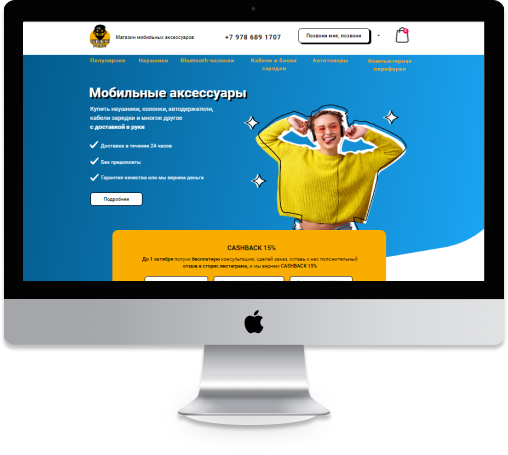 Магазин мобильных аксессуаров
+7 978 689 1707
Позвони мне, позвони
Популярное
Наушники
Bluetooth-колонки
Кабели и блоки
зарядки
Автотовары
Компьютерная
периферия
Мобильные аксессуары
Купить наушники, колонки, автодержатели,
кабели зарядки и многое другое
с доставкой в руки
Доставка в течение 24 часов
Без предоплаты
Гарантия качества или мы вернем деньги
Подробнее
CASHBACK 15%
До 1 октября получи бесплатную консультацию, сделай заказ, оставь о нас положительный
отзыв в сторис инстаграма, и мы вернем CASHBACK 15%